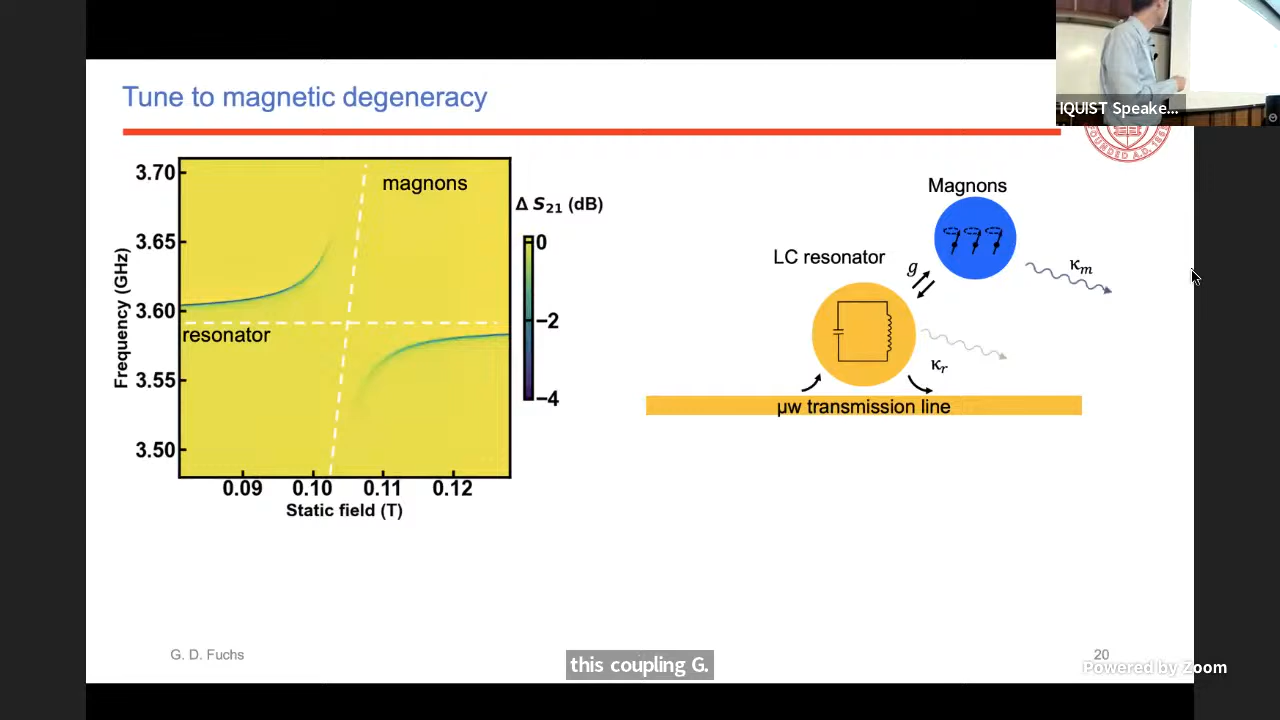 IQUIST Speake...
Tune to magnetic degeneracy
FOUNDED A.D.
3.70
3.65
3.60
3.55
3.50
Frequency (GHz)
magnons
resonator
0.09 0.10 0.11 0.12
Static field (T)
Δ S21 (dB)
0
−2
−4
Magnons
LC resonator
g
κm
κr
μw transmission line
G. D. Fuchs
this coupling G.
20
Powered by Zoom